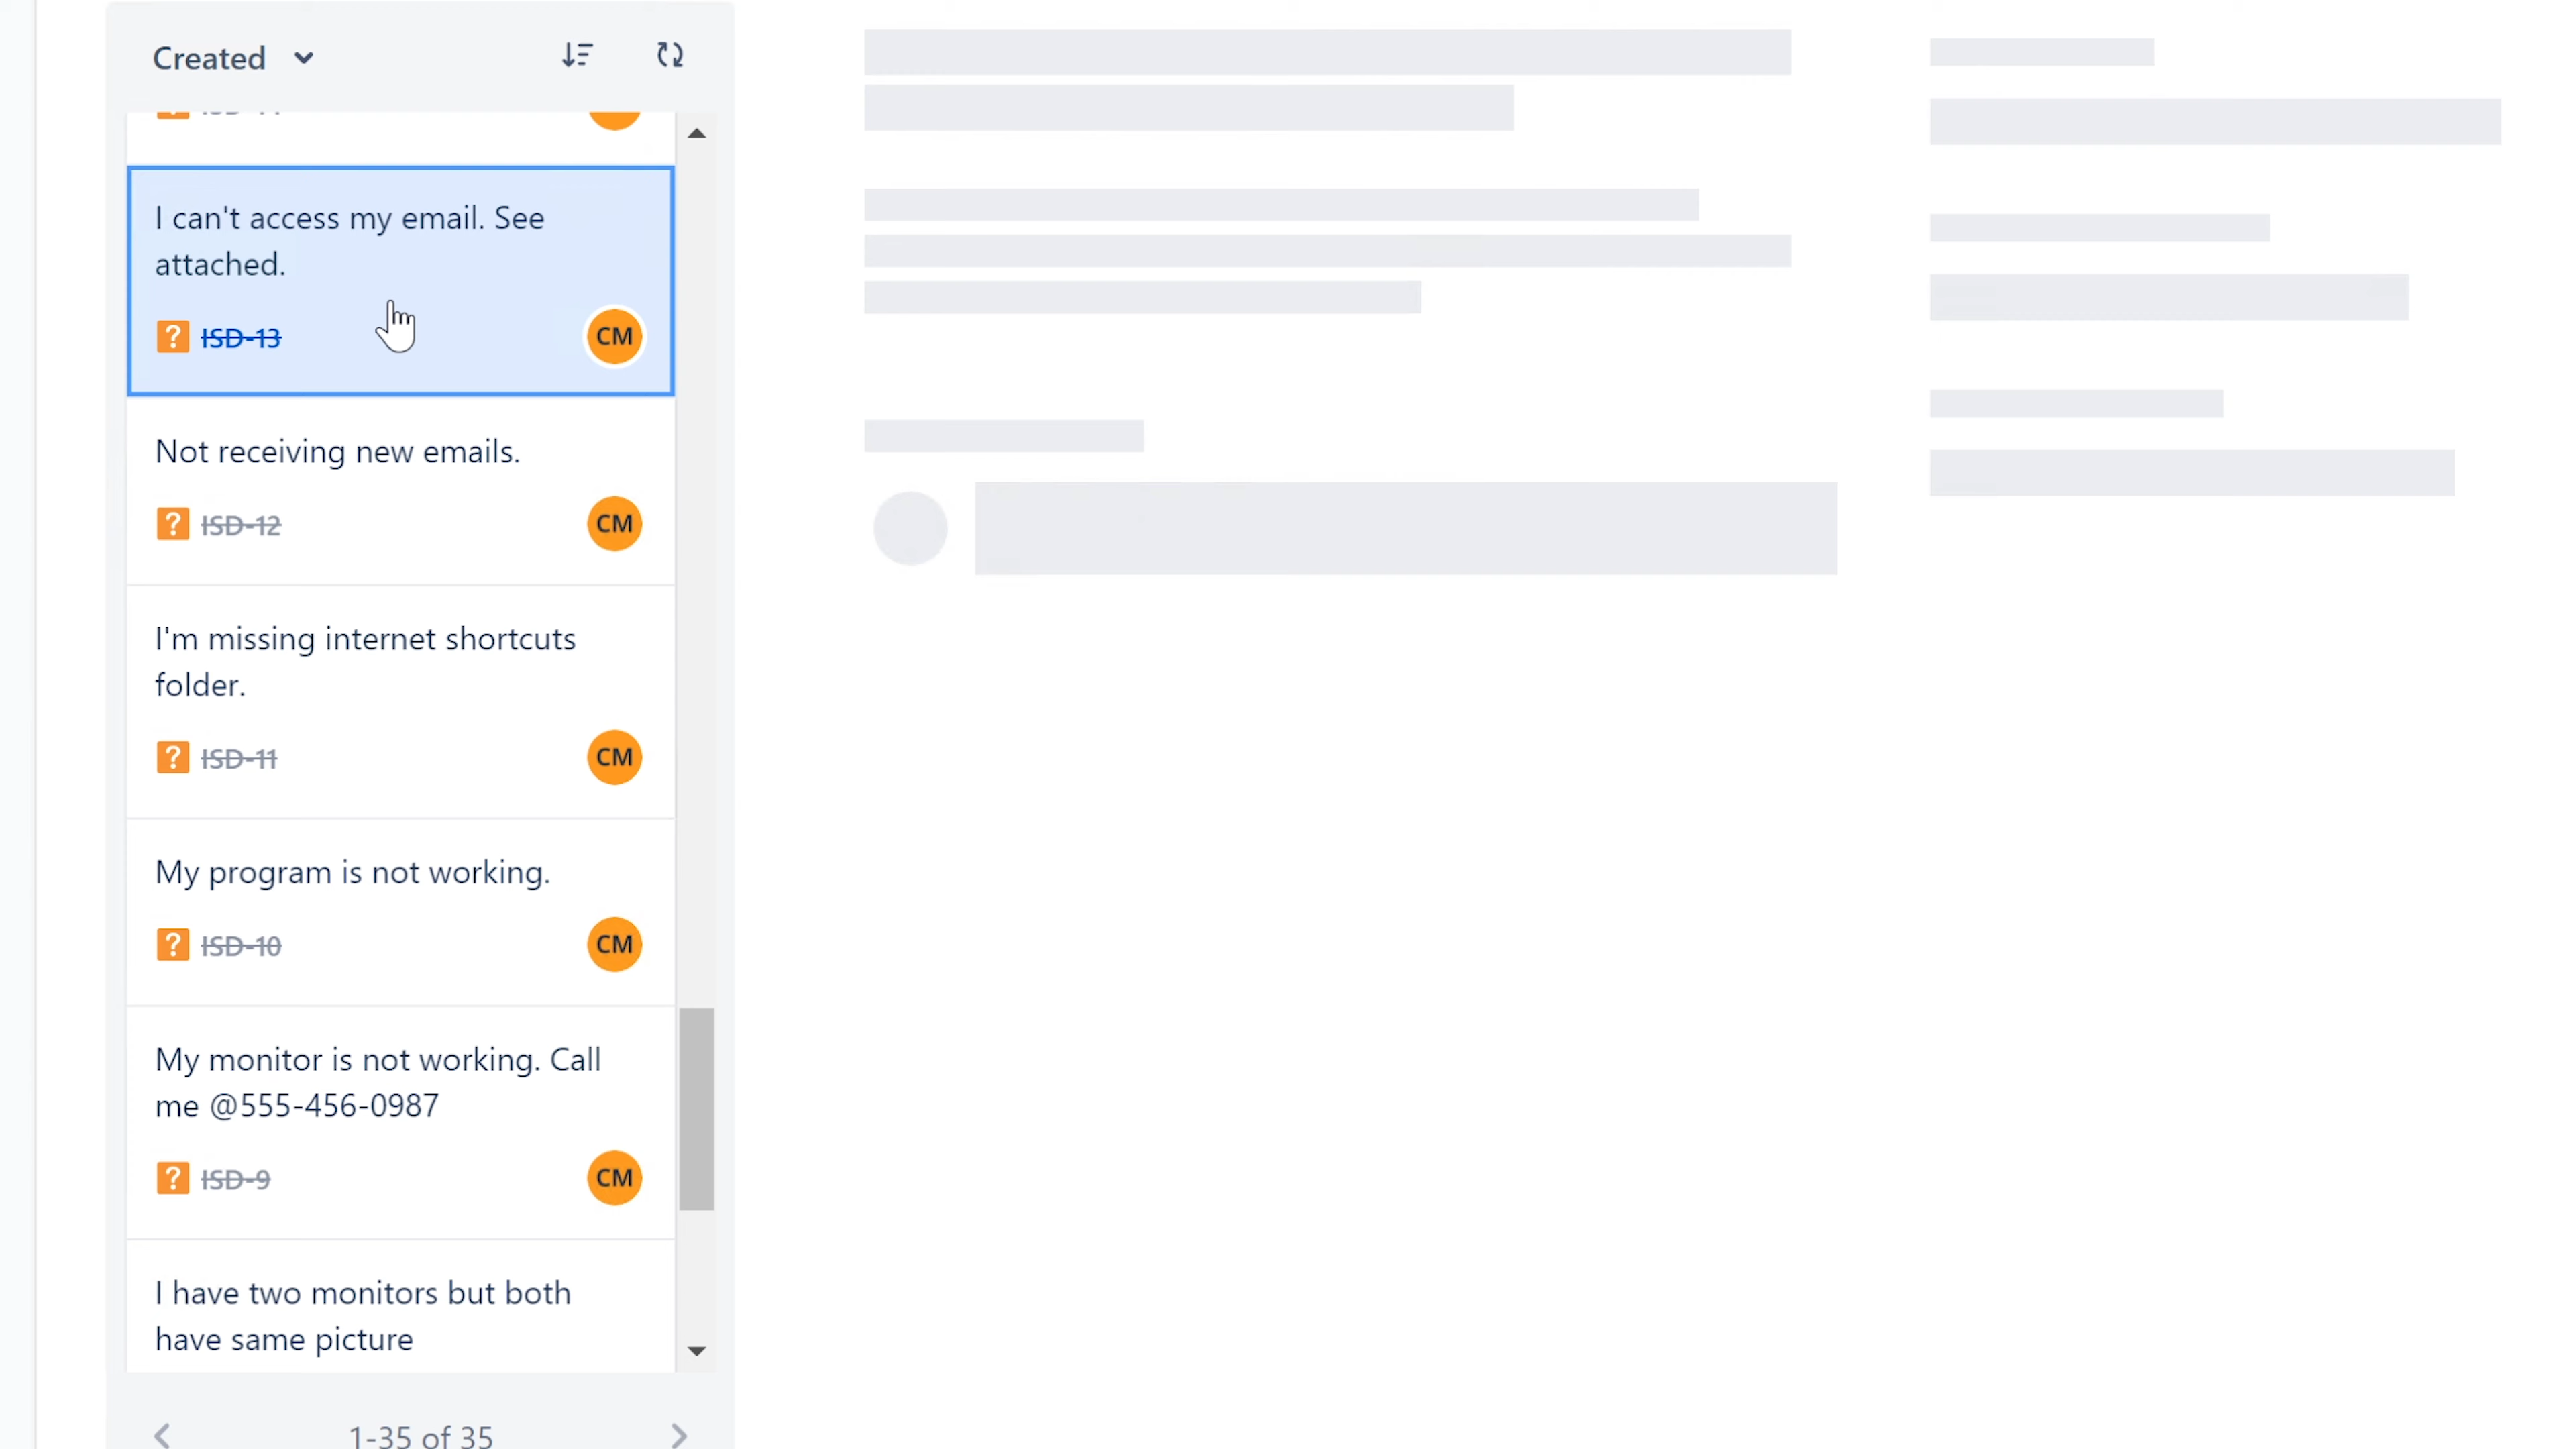 Created
I can't access my email. See
attached.
ISD-13
CM
Not receiving new emails.
ISD-12
CM
I'm missing internet shortcuts
folder.
ISD-11
CM
My program is not working.
ISD-10
CM
My monitor is not working. Call
me @555-456-0987
ISD-9
CM
I have two monitors but both
have same picture
1-35 of 35